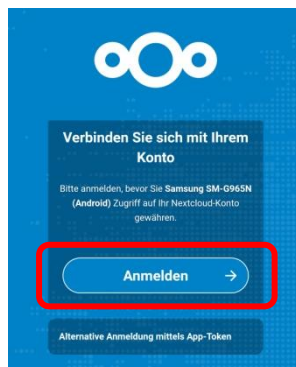 Verbinden Sie sich mit Ihrem
Konto
Bitte anmelden, bevor Sie Samsung SM-G965N
(Android) Zugriff auf Ihr Nextcloud-Konto
gewähren.
Anmelden →
Alternative Anmeldung mittels App-Token